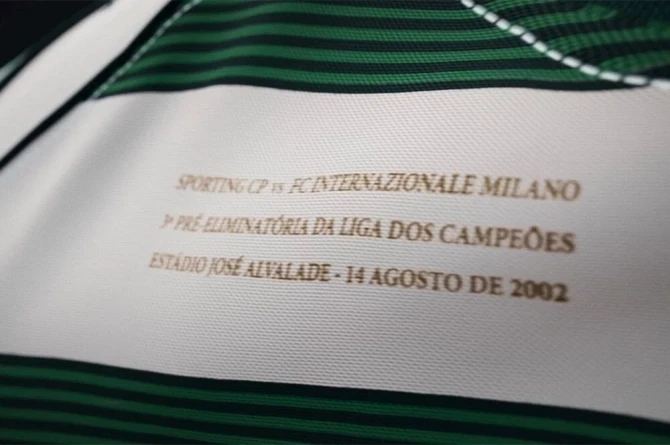 SPORTING CP vs FC INTERNAZIONALE MILANO
3ª PRÉ-ELIMINATÓRIA DA LIGA DOS CAMPEÕES
ESTÁDIO JOSÉ ALVALADE - 14 AGOSTO DE 2002